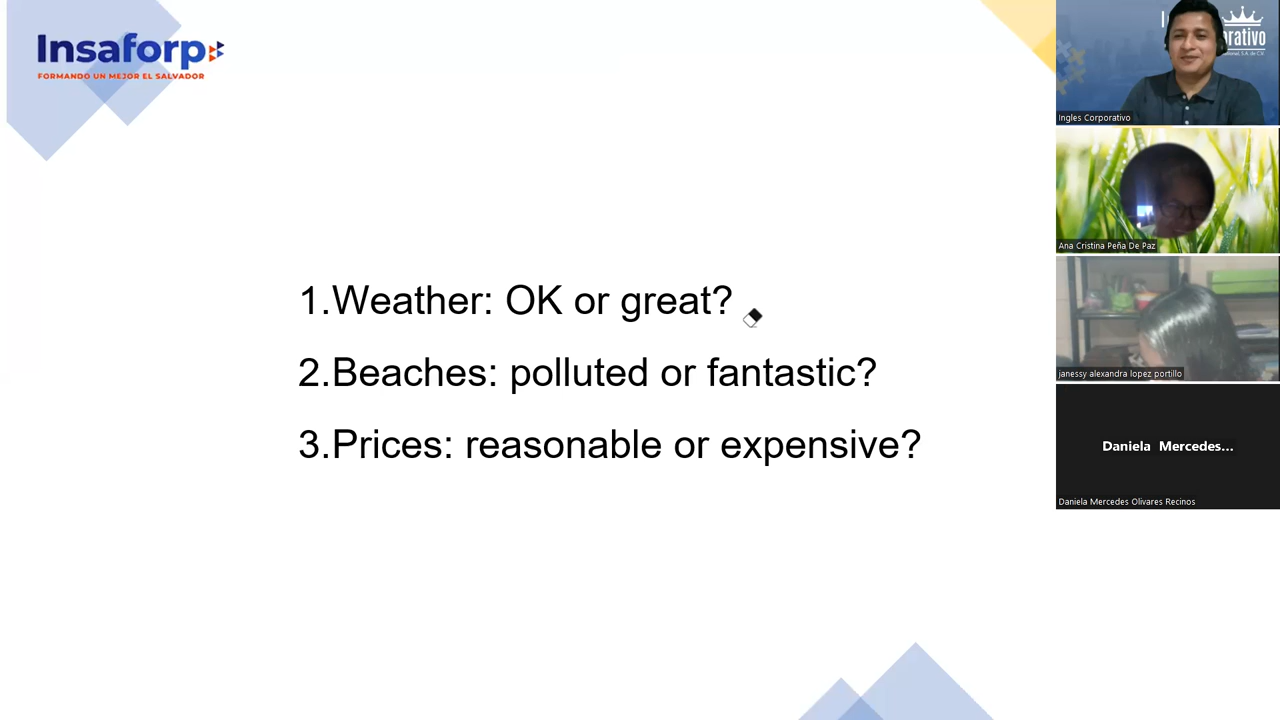 Insaforp
FORMANDO UN MEJOR EL SALVADOR
1.Weather: OK or great?
2.Beaches: polluted or fantastic?
3.Prices: reasonable or expensive?
Ingles Corporativo
Ana Cristina Peña De Paz
janessy alexandra lopez portillo
Daniela Mercedes...
Daniela Mercedes Olivares Recinos